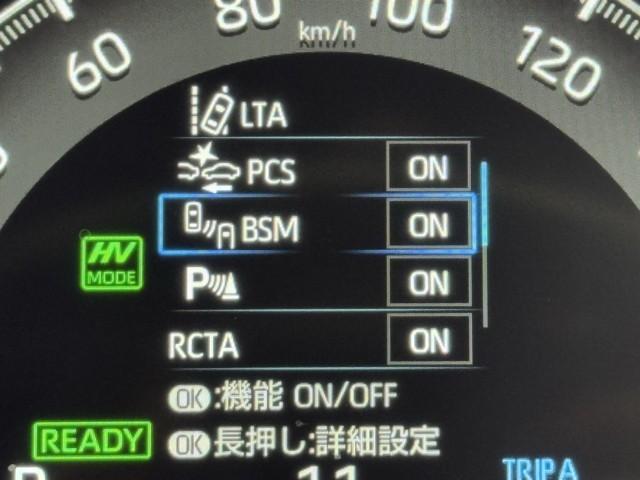 80 100
km/h
60 120
LTA
PCS ON
BSM ON
HV
MODE
P ON
RCTA ON
OK:機能 ON/OFF
READY
OK長押し:詳細設定
TRIP A